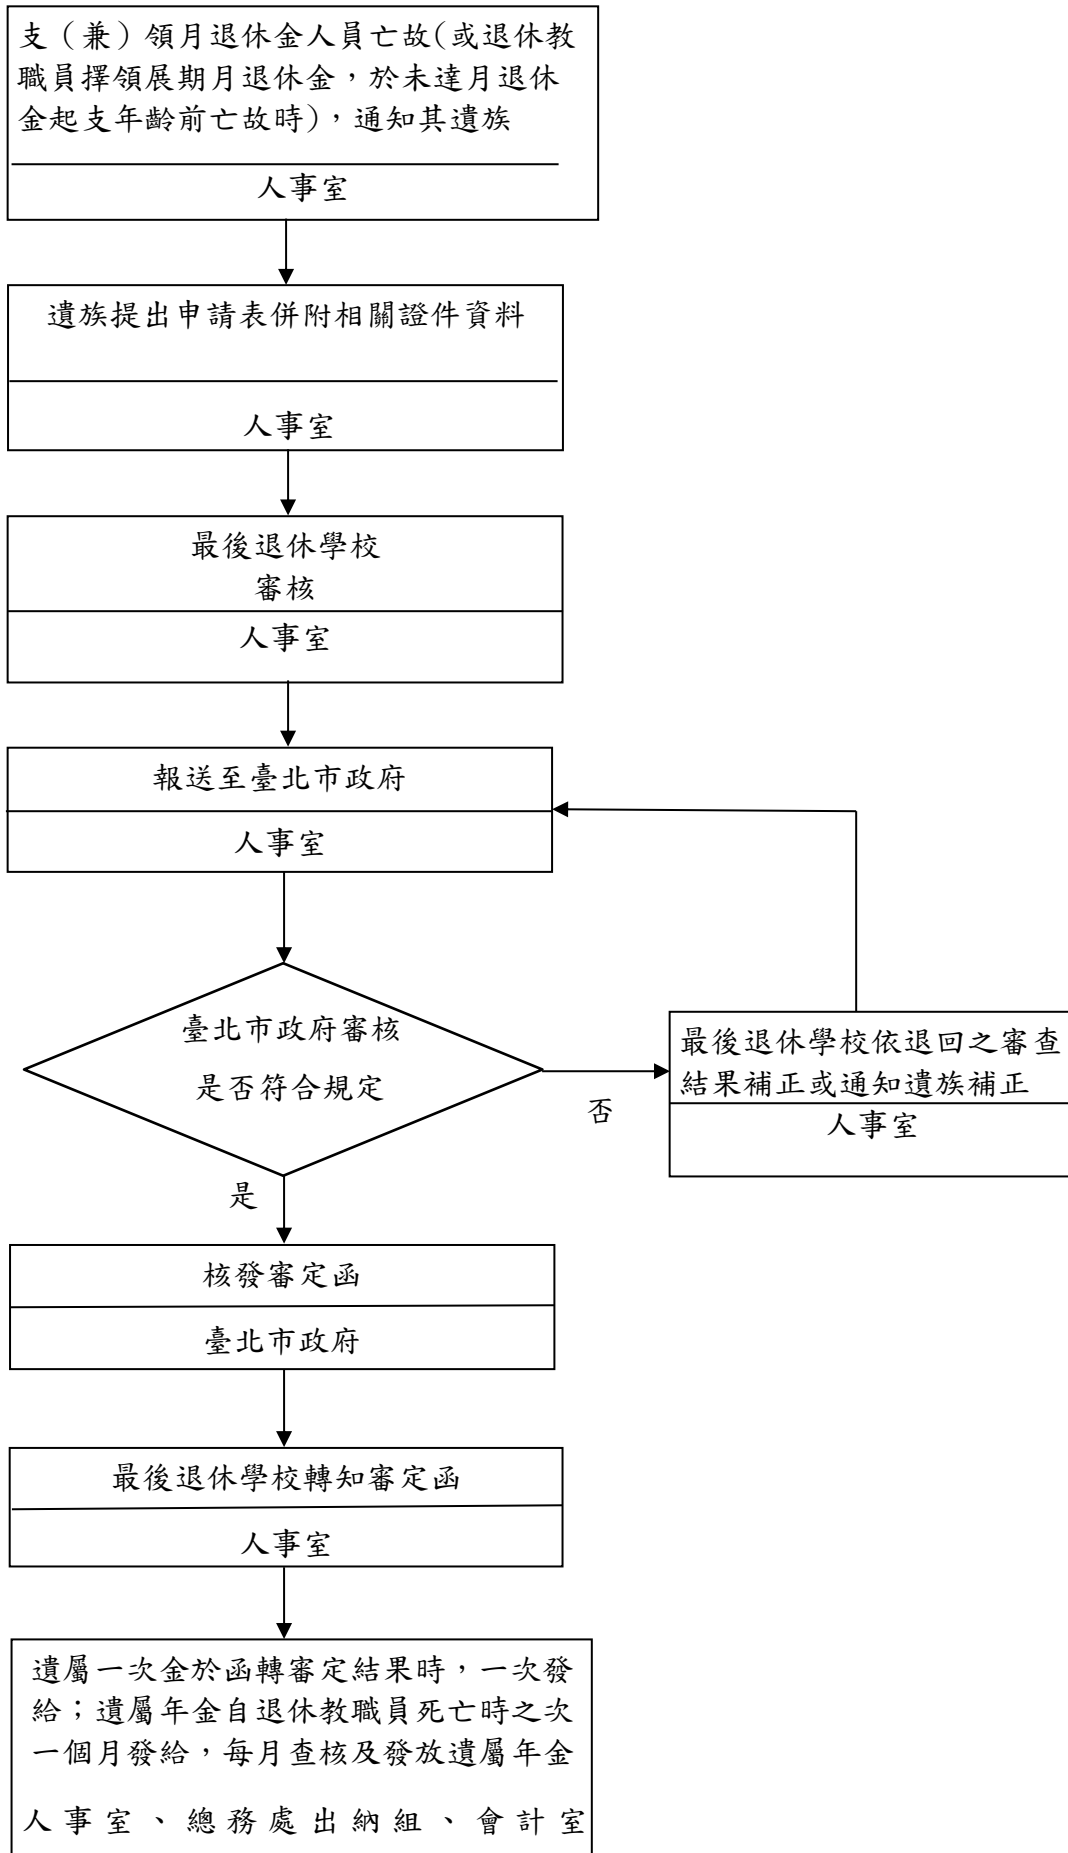 支（兼）領月退休金人員亡故(或退休教
職員擇領展期月退休金，於未達月退休
金起支年齡前亡故時)，通知其遺族
人事室
遺族提出申請表併附相關證件資料
人事室
最後退休學校
審核
人事室
報送至臺北市政府
人事室
臺北市政府審核
是否符合規定
否
最後退休學校依退回之審查
結果補正或通知遺族補正
人事室
是
核發審定函
臺北市政府
最後退休學校轉知審定函
人事室
遺屬一次金於函轉審定結果時，一次發
給；遺屬年金自退休教職員死亡時之次
一個月發給，每月查核及發放遺屬年金
人事室、總務處出納組、會計室